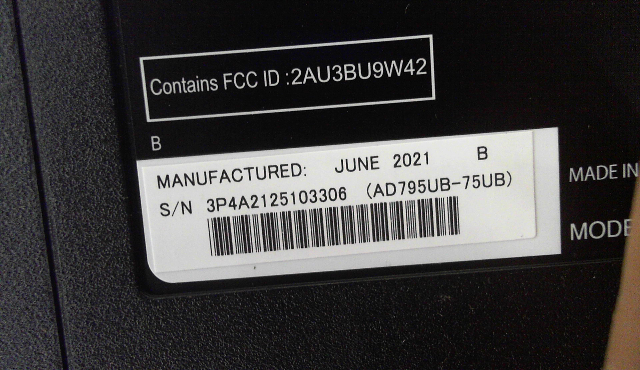 Contains FCC ID :2AU3BU9W42
B
MANUFACTURED: JUNE 2021 B
S/N 3P4A2125103306 (AD795UB-75UB)
MADE IN
MODE